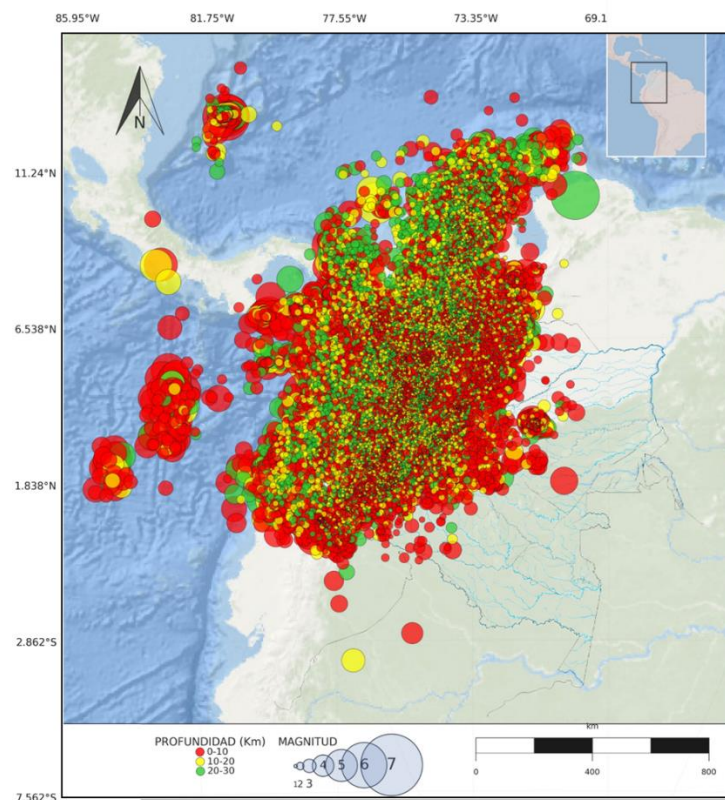 85.95°W 81.75°W 77.55°W 73.35°W 69.1
N
11.24°N
6.538°N
1.838°N
2.862°S
km
PROFUNDIDAD (Km) MAGNITUD
0-10
10-20
20-30
1 2 3 4 5 6 7
0 400 800
7.562°S